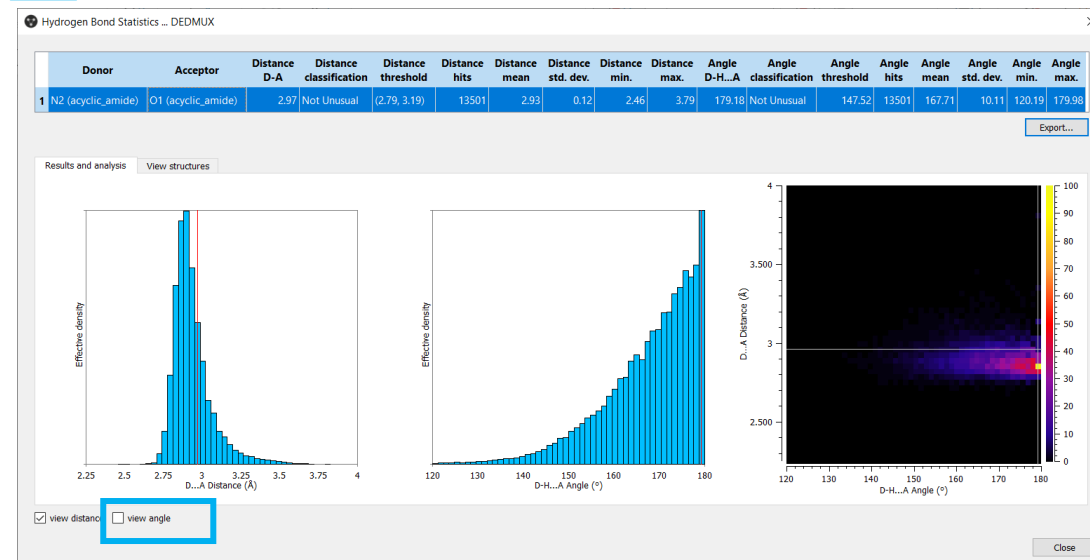 Hydrogen Bond Statistics ... DEDMUX
Donor Acceptor Distance D-A Distance classification Distance threshold Distance hits Distance mean Distance std. dev. Distance min. Distance max. Angle D-H...A Angle classification Angle threshold Angle hits Angle mean Angle std. dev. Angle min. Angle max.
1 N2 (acyclic_amide) O1 (acyclic_amide) 2.97 Not Unusual (2.79, 3.19) 13501 2.93 0.12 2.46 3.79 179.18 Not Unusual 147.52 13501 167.71 10.11 120.19 179.98
Export...
Results and analysis View structures
Effective density
2.25 2.5 2.75 3 3.25 3.5 3.75 4
D...A Distance (Å)
Effective density
120 130 140 150 160 170 180
D-H...A Angle (°)
D...A Distance (Å)
4
3.500
3
2.500
120 130 140 150 160 170 180
D-H...A Angle (°)
100
90
80
70
60
50
40
30
20
10
0
view distance view angle
Close